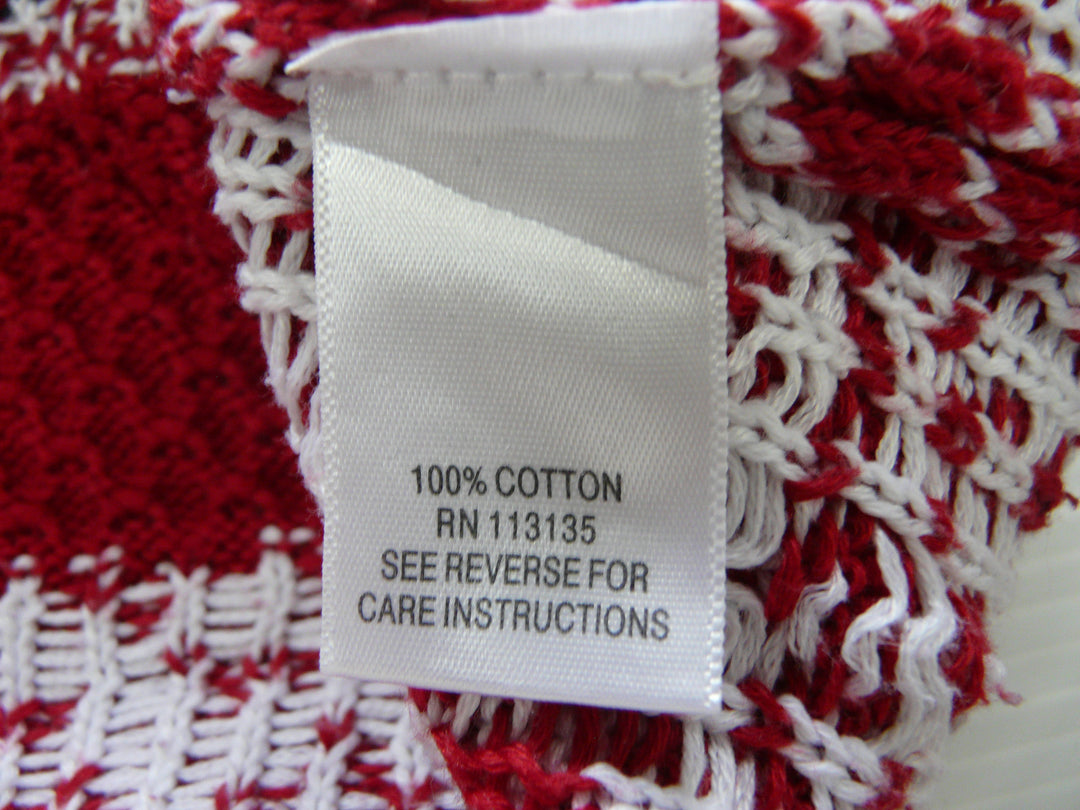 100% COTTON
RN 113135
SEE REVERSE FOR
CARE INSTRUCTIONS